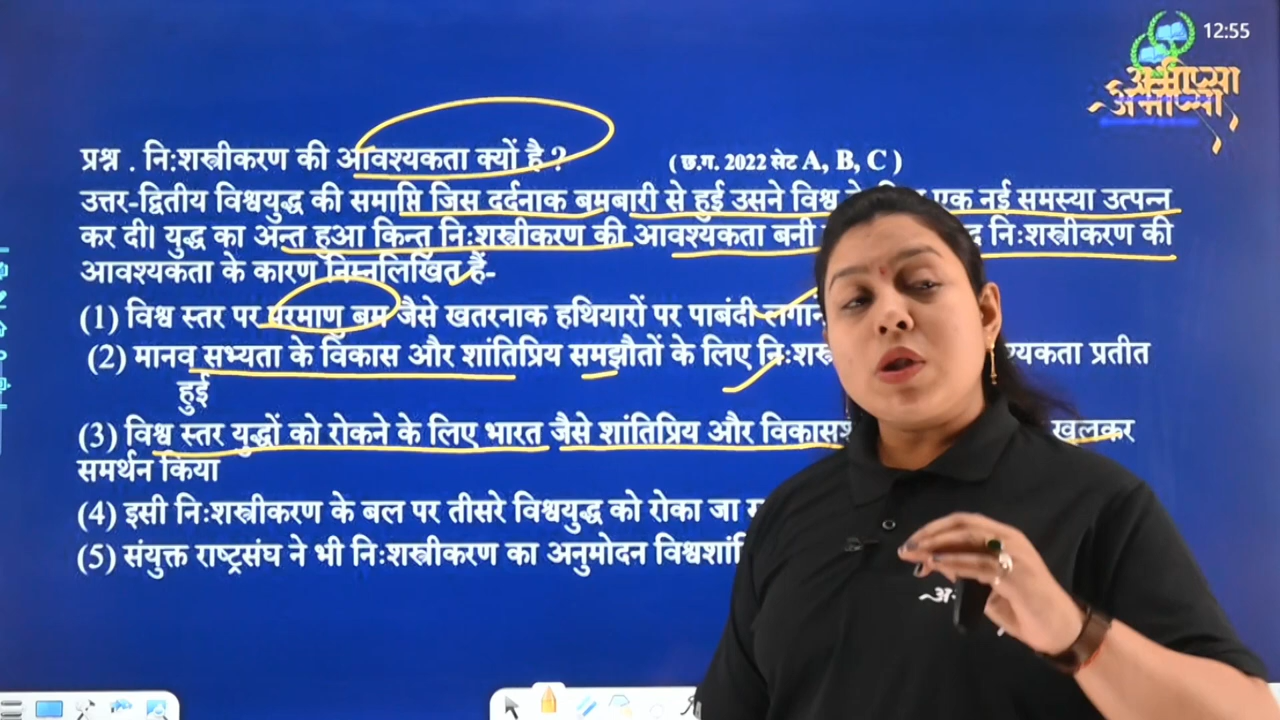 12:55
प्रश्न . नि:शस्त्रीकरण की आवश्यकता क्यों है ? ( छ.ग. 2022 सेट A, B, C )
उत्तर-द्वितीय विश्वयुद्ध की समाप्ति जिस दर्दनाक बमबारी से हुई उसने विश्व एक नई समस्या उत्पन्न
कर दी। युद्ध का अन्त हुआ किन्तु नि:शस्त्रीकरण की आवश्यकता बनी नि:शस्त्रीकरण की
आवश्यकता के कारण निम्नलिखित हैं-
(1) विश्व स्तर पर परमाणु बम जैसे खतरनाक हथियारों पर पाबंदी
(2) मानव सभ्यता के विकास और शांतिप्रिय समझौतों के लिए प्रतीत
हुई
(3) विश्व स्तर युद्धों को रोकने के लिए भारत जैसे शांतिप्रिय और खुलकर
समर्थन किया
(4) इसी नि:शस्त्रीकरण के बल पर तीसरे विश्वयुद्ध को रोका जा
(5) संयुक्त राष्ट्रसंघ ने भी नि:शस्त्रीकरण का अनुमोदन